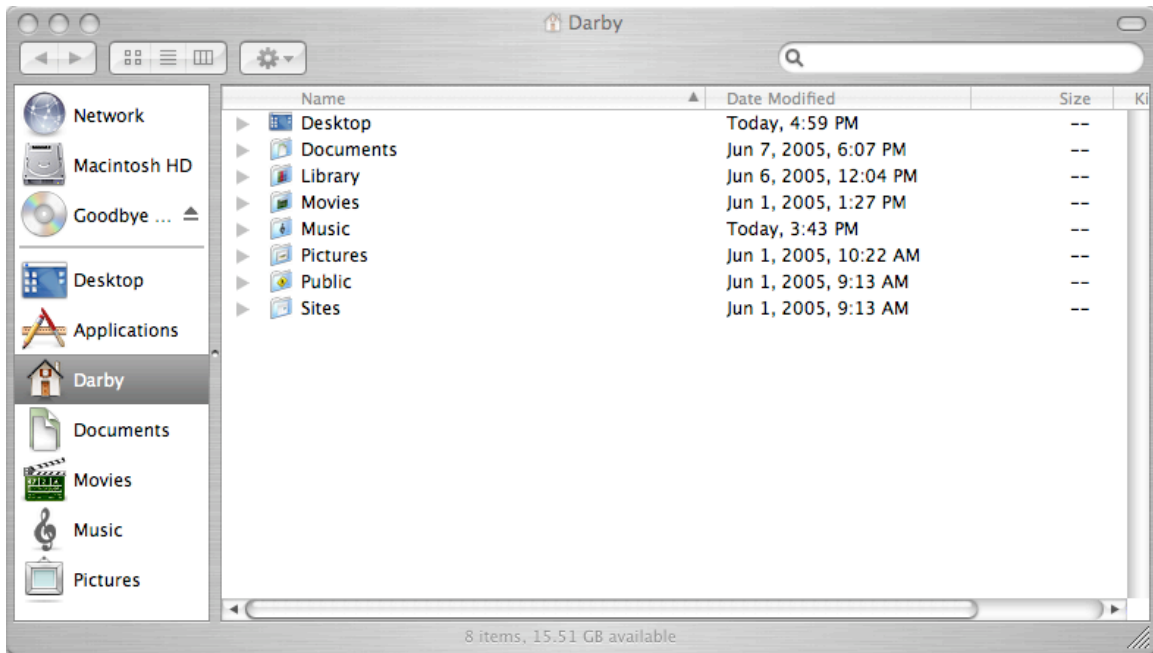 Darby
Network
Macintosh HD
Goodbye ...
Desktop
Applications
Darby
Documents
Movies
Music
Pictures
Name Date Modified Size Ki
Desktop Today, 4:59 PM --
Documents Jun 7, 2005, 6:07 PM --
Library Jun 6, 2005, 12:04 PM --
Movies Jun 1, 2005, 1:27 PM --
Music Today, 3:43 PM --
Pictures Jun 1, 2005, 10:22 AM --
Public Jun 1, 2005, 9:13 AM --
Sites Jun 1, 2005, 9:13 AM --
8 items, 15.51 GB available